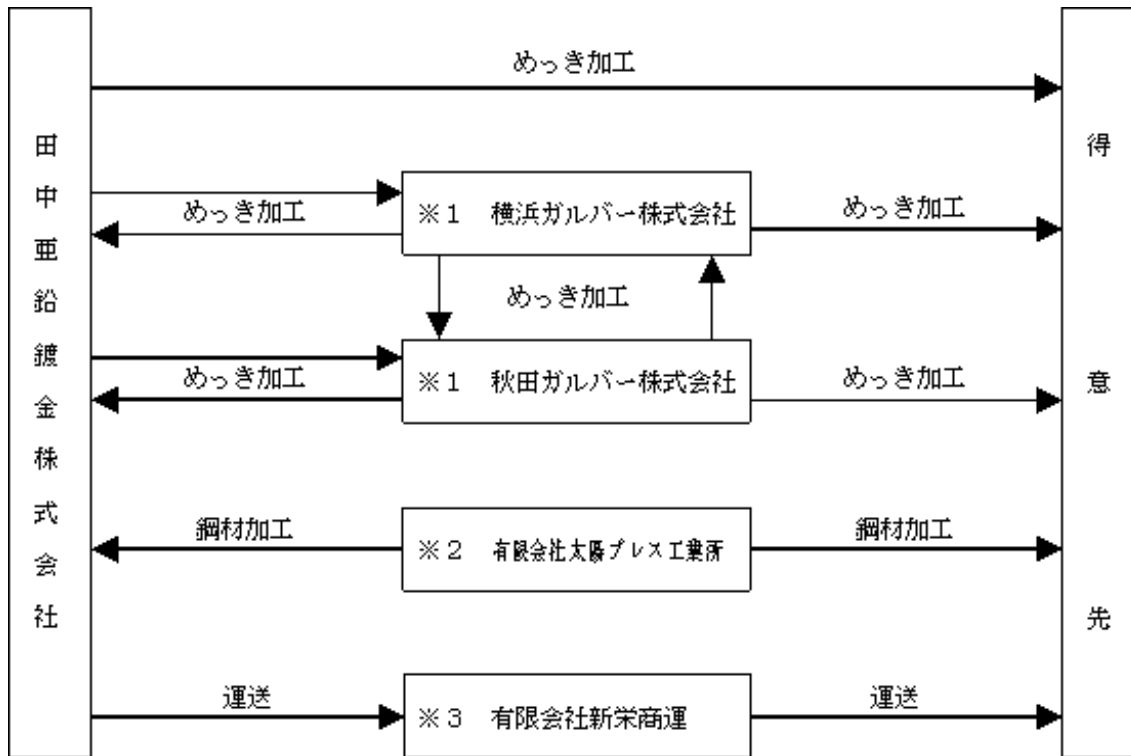 めっき加工
田中亜鉛鍍金株式会社
得意先
めっき加工
※1 横浜ガルバー株式会社
めっき加工
めっき加工
めっき加工
※1 秋田ガルバー株式会社
めっき加工
鋼材加工
※2 有限会社太陽プレス工業所
鋼材加工
運送
※3 有限会社新栄商運
運送